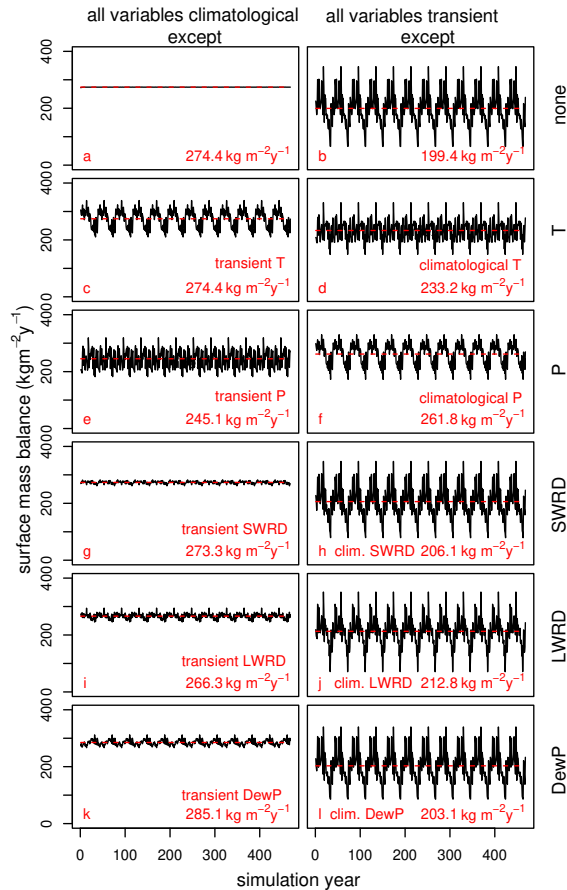 all variables climatological except
all variables transient except
surface mass balance (kgm−2y−1)
0 200 400
a 274.4 kg m−2y−1
b 199.4 kg m−2y−1
none
0 200 400
transient T
c 274.4 kg m−2y−1
climatological T
d 233.2 kg m−2y−1
T
0 200 400
transient P
e 245.1 kg m−2y−1
climatological P
f 261.8 kg m−2y−1
P
0 200 400
transient SWRD
g 273.3 kg m−2y−1
h clim. SWRD 206.1 kg m−2y−1
SWRD
0 200 400
transient LWRD
i 266.3 kg m−2y−1
j clim. LWRD 212.8 kg m−2y−1
LWRD
0 200 400
transient DewP
k 285.1 kg m−2y−1
l clim. DewP 203.1 kg m−2y−1
DewP
0 100 200 300 400
0 100 200 300 400
simulation year
simulation year